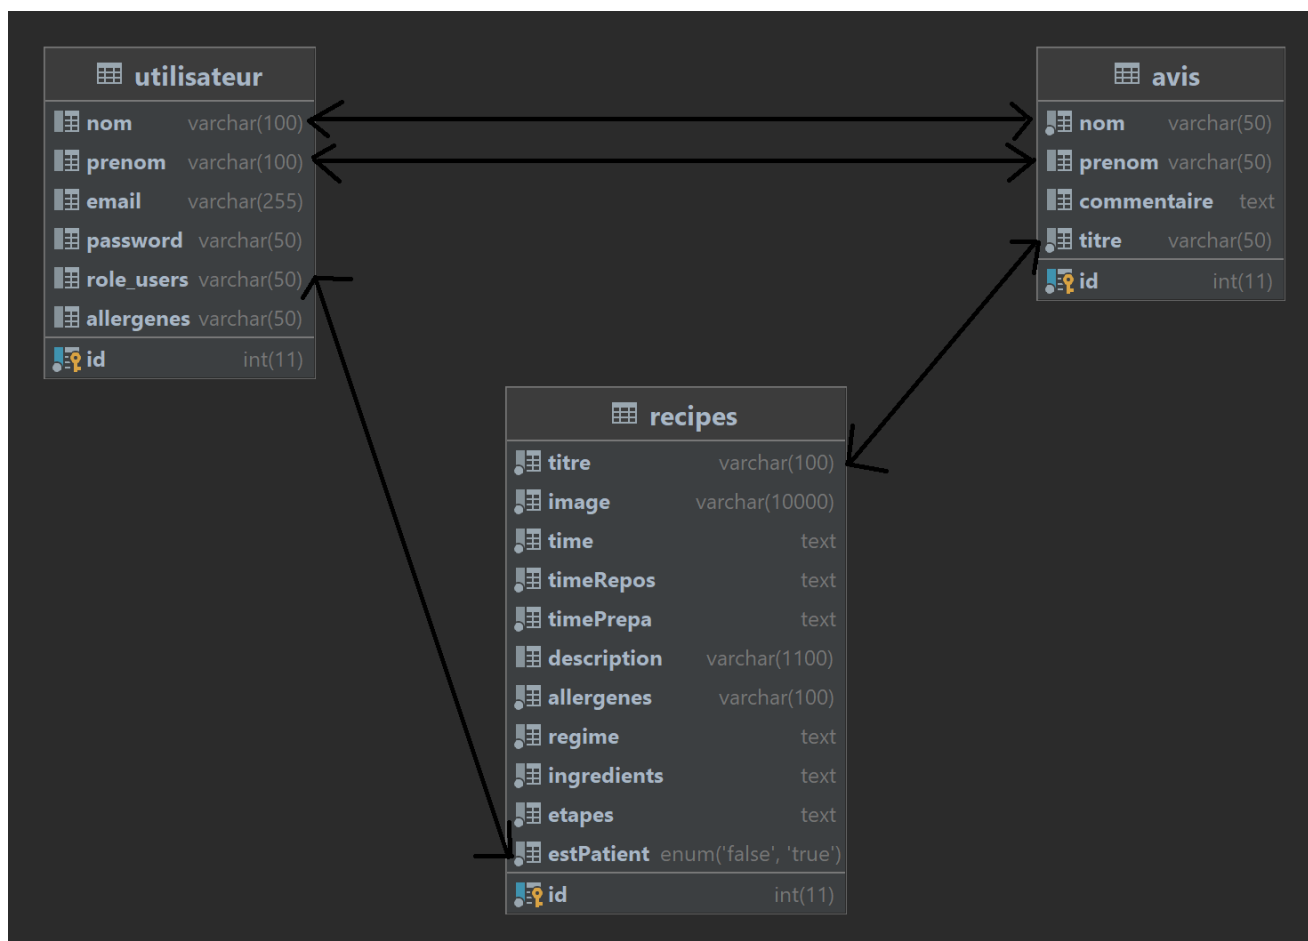 utilisateur
nom varchar(100)
prenom varchar(100)
email varchar(255)
password varchar(50)
role_users varchar(50)
allergenes varchar(50)
id int(11)
avis
nom varchar(50)
prenom varchar(50)
commentaire text
titre varchar(50)
id int(11)
recipes
titre varchar(100)
image varchar(10000)
time text
timeRepos text
timePrepa text
description varchar(1100)
allergenes varchar(100)
regime text
ingredients text
etapes text
estPatient enum('false', 'true')
id int(11)